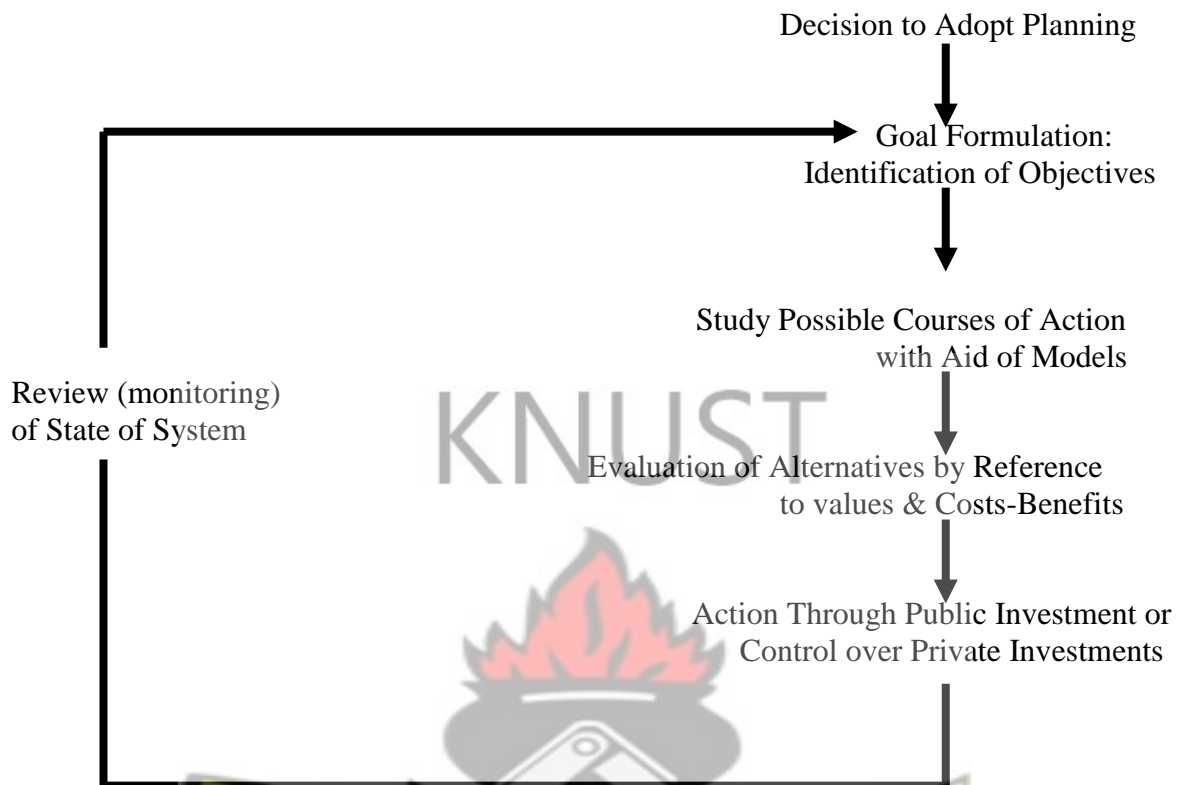 Decision to Adopt Planning
Goal Formulation:
Identification of Objectives
Study Possible Courses of Action
with Aid of Models
Review (monitoring)
of State of System
KNUST
Evaluation of Alternatives by Reference
to values & Costs-Benefits
Action Through Public Investment or
Control over Private Investments